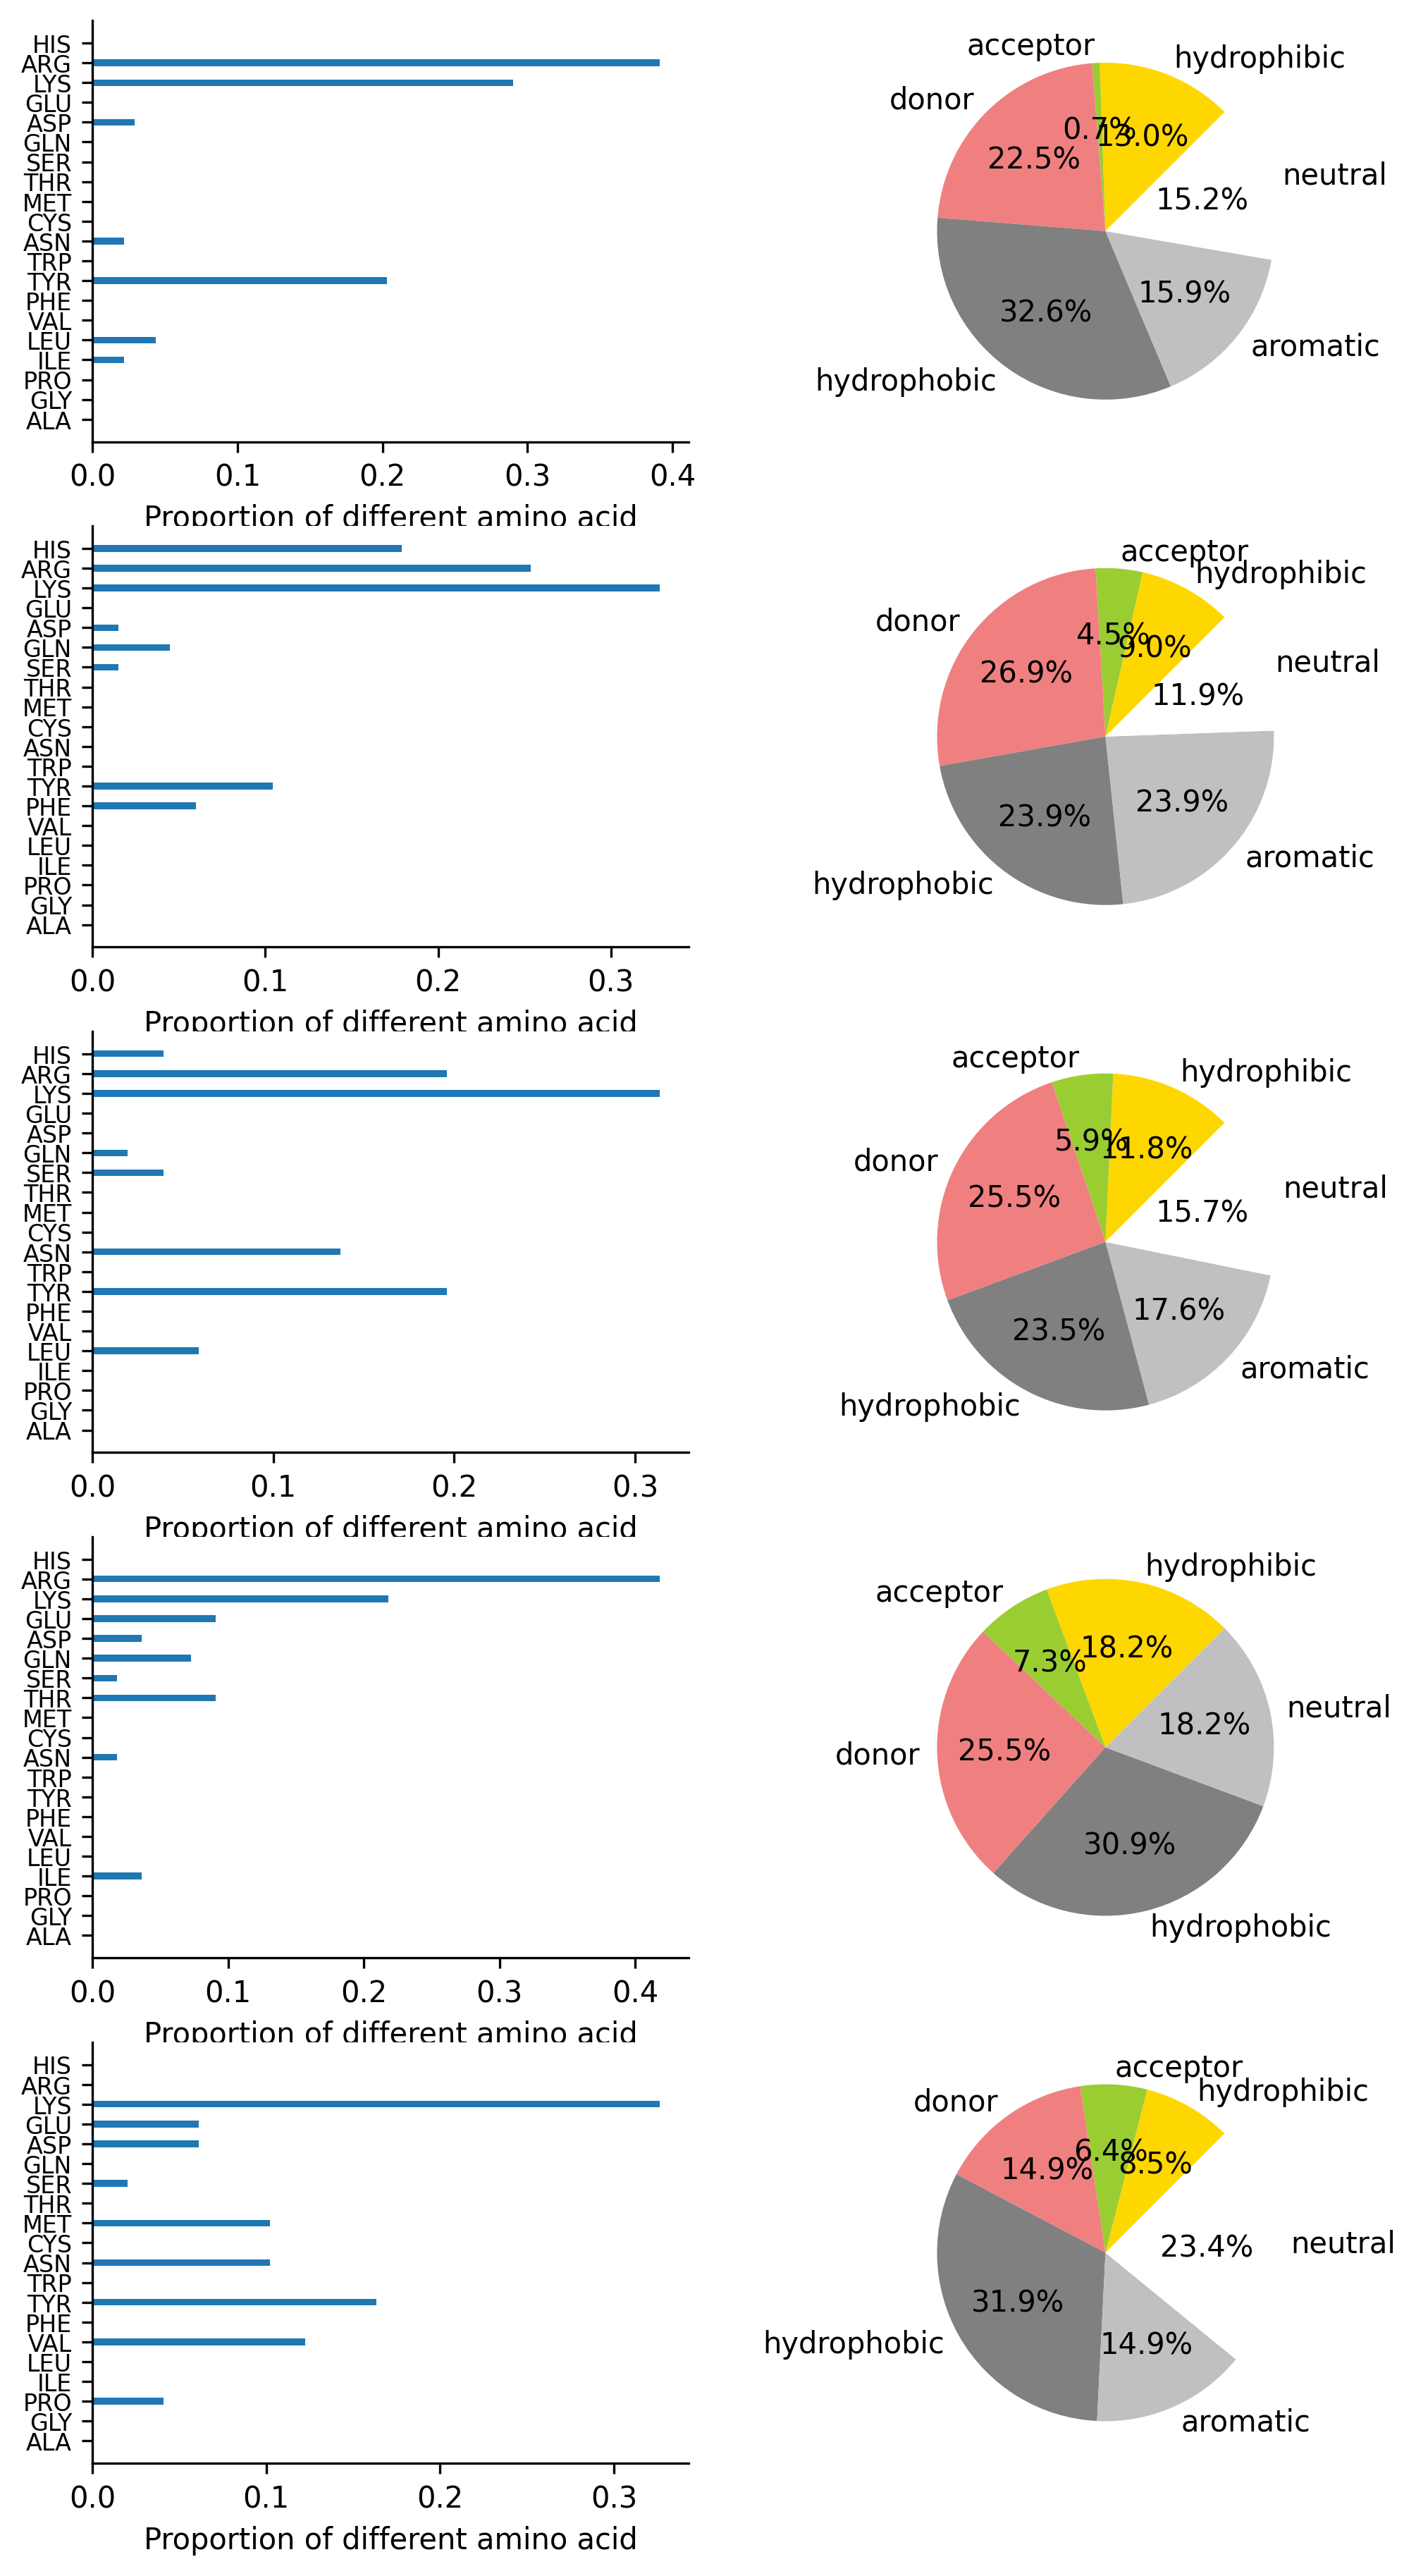 HIS
ARG
LYS
GLU
ASP
GLN
SER
THR
MET
CYS
ASN
TRP
TYR
PHE
VAL
LEU
ILE
PRO
GLY
ALA
0.0 0.1 0.2 0.3 0.4
Proportion of different amino acid
acceptor
hydrophibic
donor
0.7%
13.0%
22.5%
neutral
15.2%
15.9%
32.6%
aromatic
hydrophobic
HIS
ARG
LYS
GLU
ASP
GLN
SER
THR
MET
CYS
ASN
TRP
TYR
PHE
VAL
LEU
ILE
PRO
GLY
ALA
0.0 0.1 0.2 0.3
Proportion of different amino acid
acceptor
hydrophibic
donor
4.5%
9.0%
neutral
26.9%
11.9%
23.9%
23.9%
aromatic
hydrophobic
HIS
ARG
LYS
GLU
ASP
GLN
SER
THR
MET
CYS
ASN
TRP
TYR
PHE
VAL
LEU
ILE
PRO
GLY
ALA
0.0 0.1 0.2 0.3
Proportion of different amino acid
acceptor
hydrophibic
5.9%
11.8%
donor
neutral
25.5%
15.7%
17.6%
23.5%
aromatic
hydrophobic
HIS
ARG
LYS
GLU
ASP
GLN
SER
THR
MET
CYS
ASN
TRP
TYR
PHE
VAL
LEU
ILE
PRO
GLY
ALA
0.0 0.1 0.2 0.3 0.4
Proportion of different amino acid
hydrophibic
acceptor
18.2%
7.3%
neutral
18.2%
donor
25.5%
30.9%
hydrophobic
HIS
ARG
LYS
GLU
ASP
GLN
SER
THR
MET
CYS
ASN
TRP
TYR
PHE
VAL
LEU
ILE
PRO
GLY
ALA
0.0 0.1 0.2 0.3
Proportion of different amino acid
acceptor
hydrophibic
donor
6.4%
8.5%
14.9%
23.4%
neutral
31.9%
14.9%
hydrophobic
aromatic